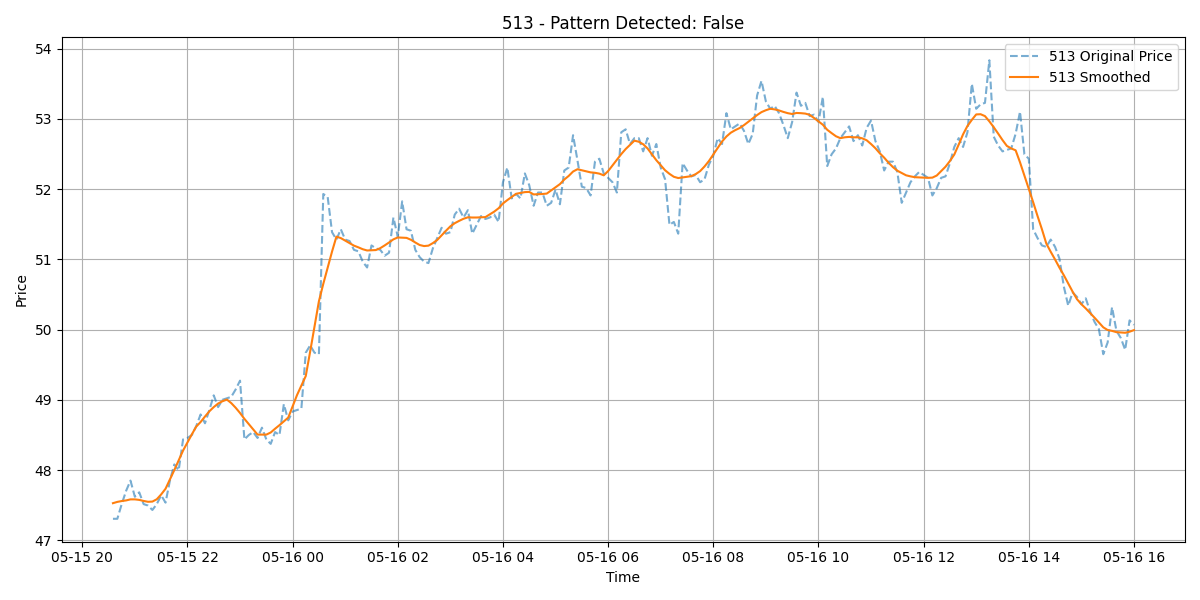 513 - Pattern Detected: False
513 Original Price
513 Smoothed
Price
54
53
52
51
50
49
48
47
05-15 20 05-15 22 05-16 00 05-16 02 05-16 04 05-16 06 05-16 08 05-16 10 05-16 12 05-16 14 05-16 16
Time